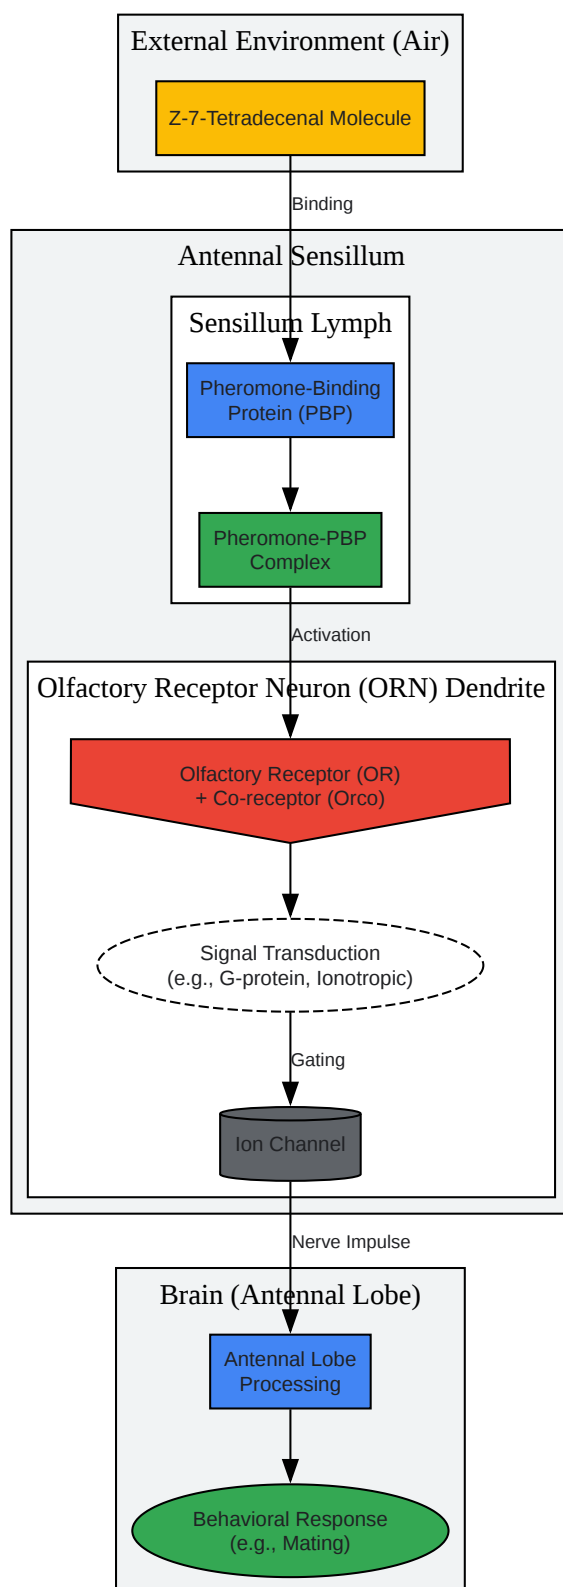 External Environment (Air)
Z-7-Tetradecenal Molecule
Binding
Antennal Sensillum
Sensillum Lymph
Pheromone-Binding
Protein (PBP)
Pheromone-PBP
Complex
Activation
Olfactory Receptor Neuron (ORN) Dendrite
Olfactory Receptor (OR)
+ Co-receptor (Orco)
Signal Transduction
(e.g., G-protein, Ionotropic)
Gating
Ion Channel
Nerve Impulse
Brain (Antennal Lobe)
Antennal Lobe
Processing
Behavioral Response
(e.g., Mating)